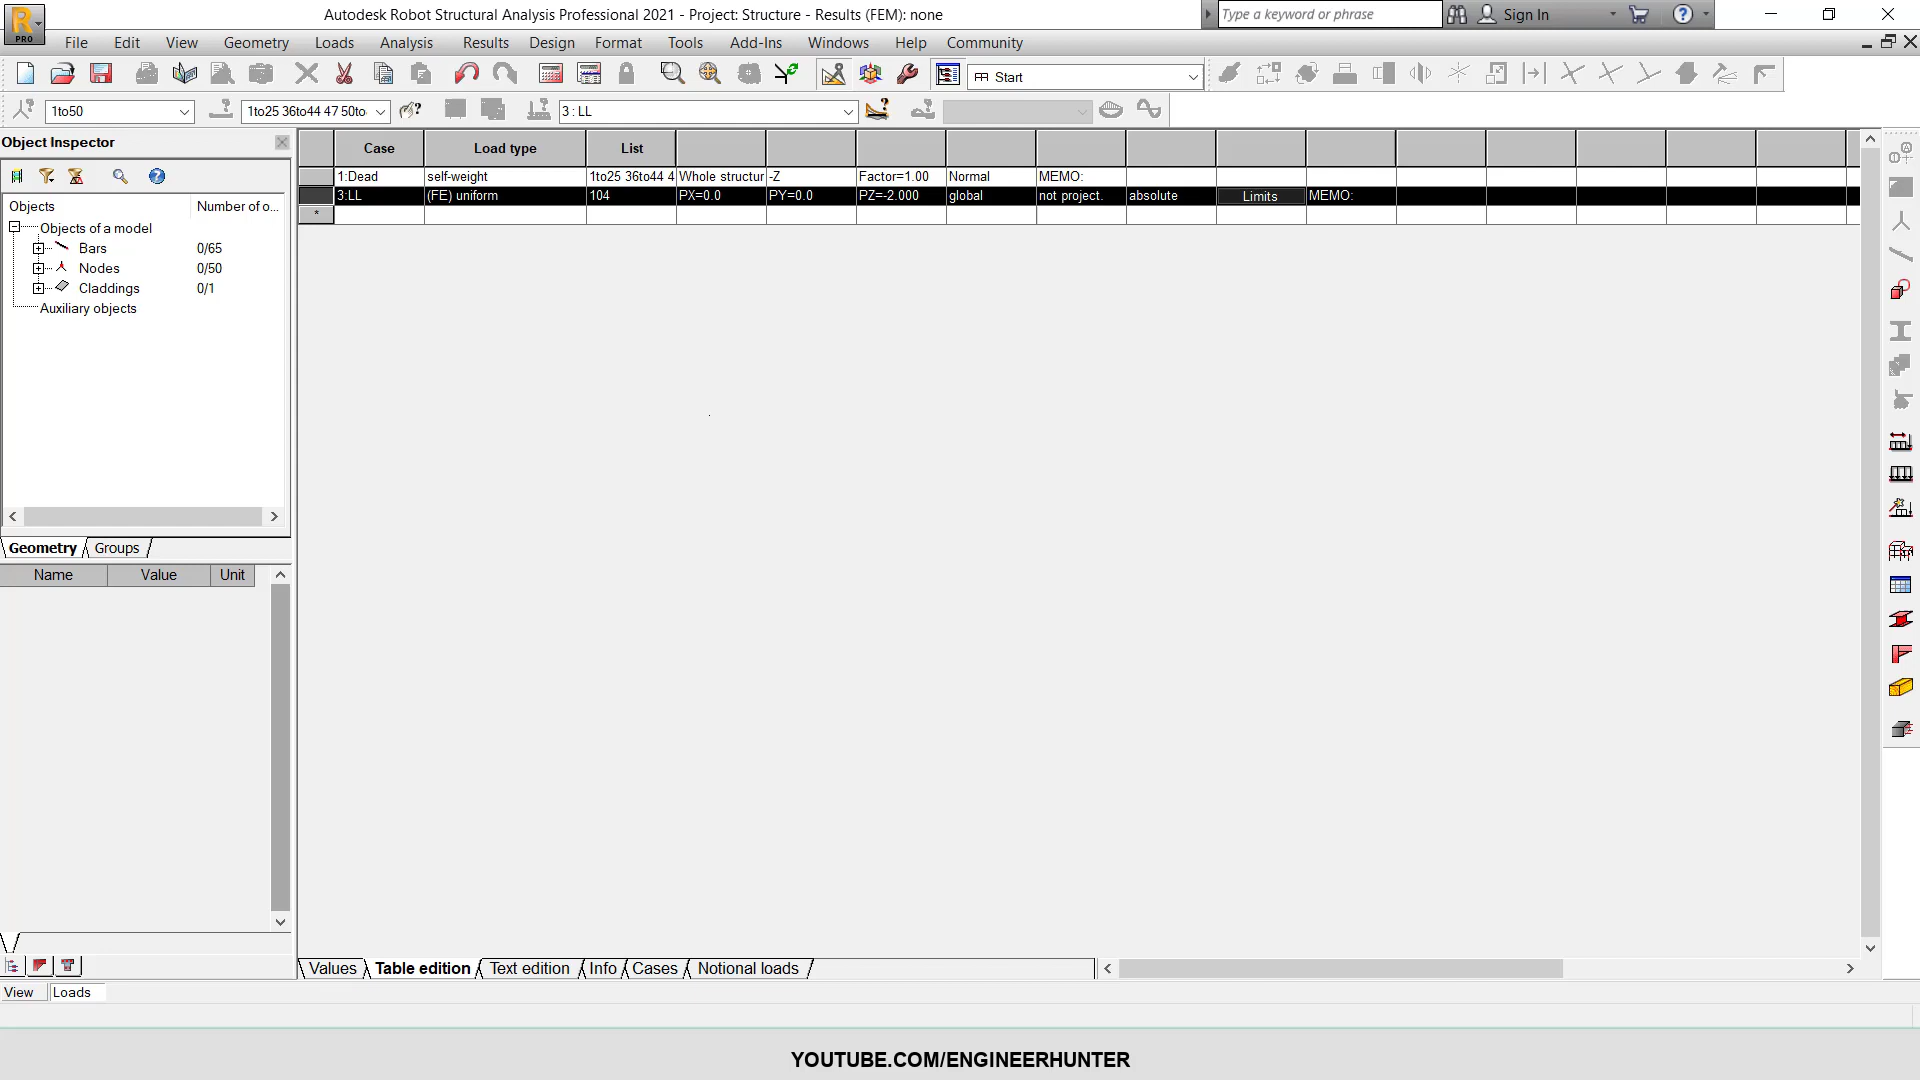 Autodesk Robot Structural Analysis Professional 2021 - Project: Structure - Results (FEM): none
Type a keyword or phrase
Sign In
PRO
File Edit View Geometry Loads Analysis Results Design Format Tools Add-Ins Windows Help Community
Start
1to50
1to25 36to44 47 50to
3 : LL
Object Inspector
Case Load type List
1:Dead self-weight 1to25 36to44 4 Whole structur -Z Factor=1.00 Normal MEMO:
3:LL (FE) uniform 104 PX=0.0 PY=0.0 PZ=-2.000 global not project. absolute Limits MEMO:
*
Objects Number of o...
Objects of a model
Bars 0/65
Nodes 0/50
Claddings 0/1
Auxiliary objects
Geometry Groups
Name Value Unit
Values Table edition Text edition Info Cases Notional loads
View Loads
YOUTUBE.COM/ENGINEERHUNTER